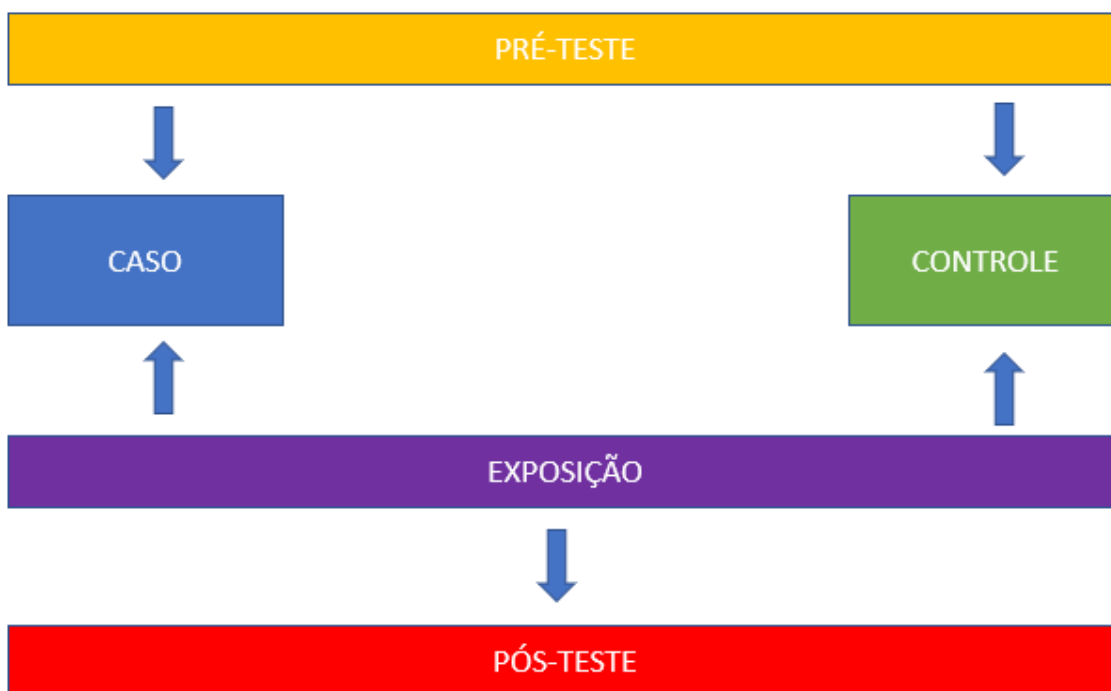 PRÉ-TESTE
CASO
CONTROLE
EXPOSIÇÃO
PÓS-TESTE